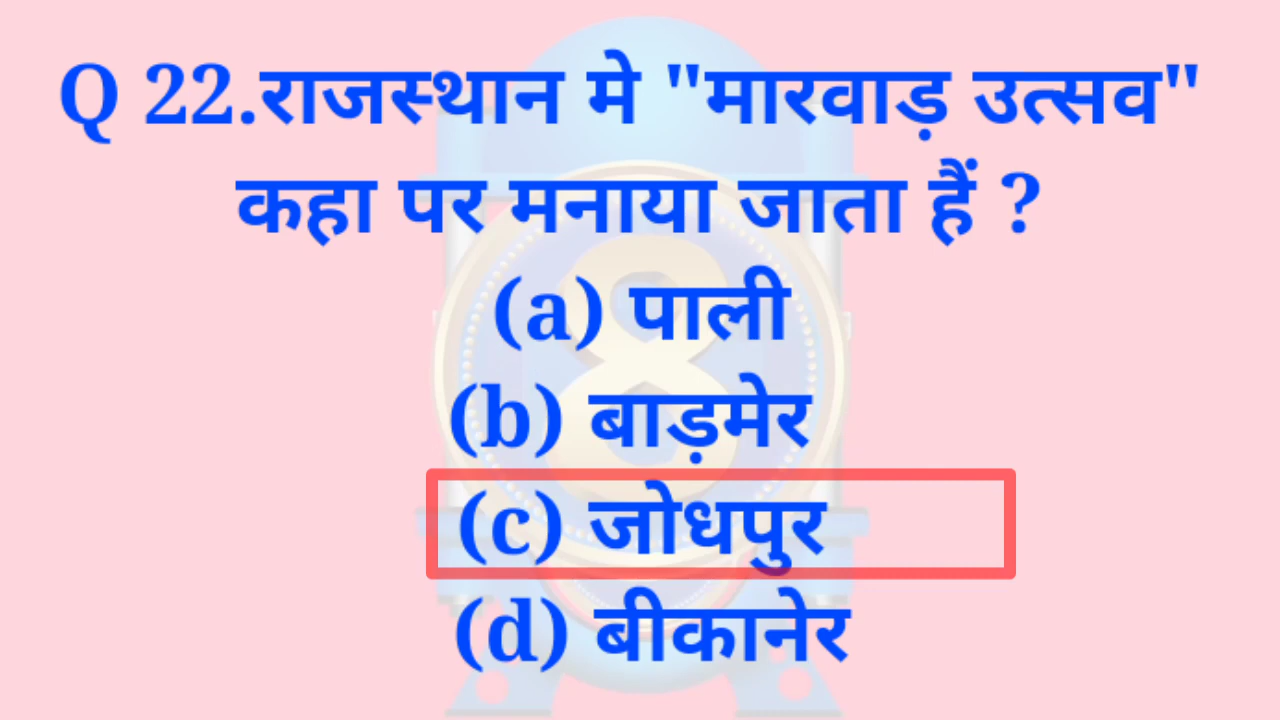 Q 22.राजस्थान मे "मारवाड़ उत्सव"
कहा पर मनाया जाता हैं ?
(a) पाली
(b) बाड़मेर
(c) जोधपुर
(d) बीकानेर